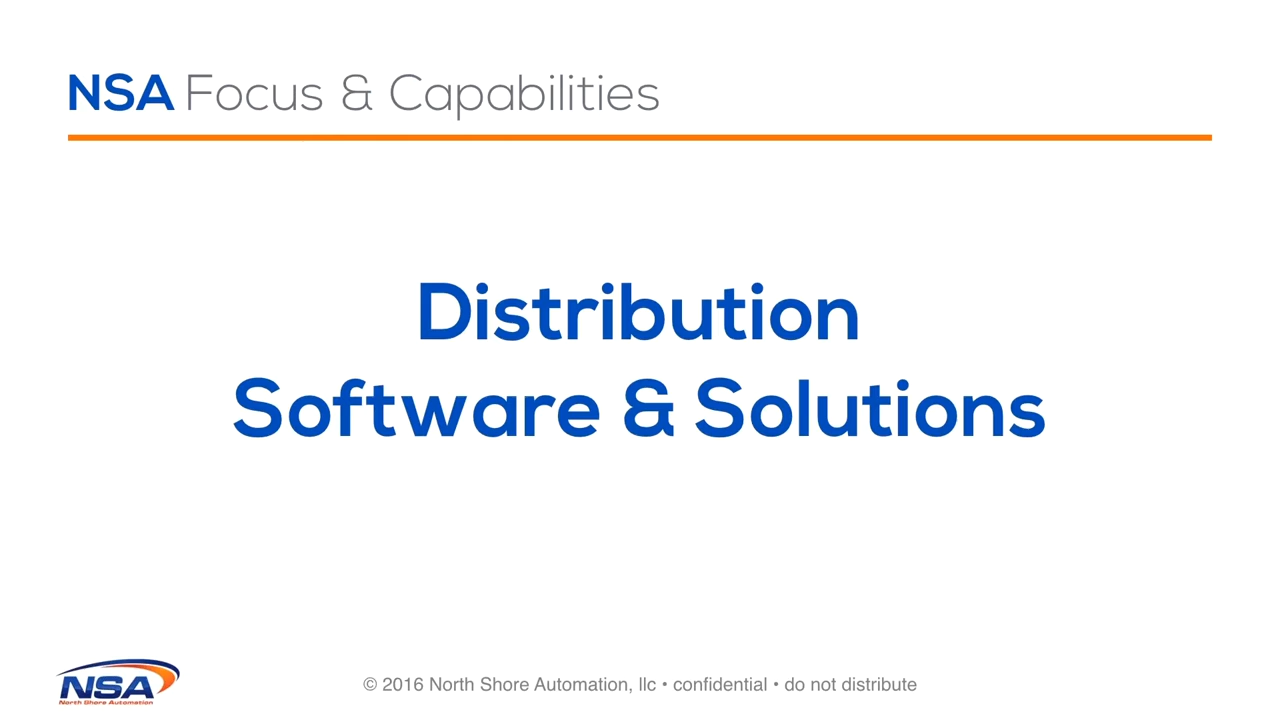 NSA Focus & Capabilities
Distribution
Software & Solutions
NSA
North Shore Automation
© 2016 North Shore Automation, llc • confidential • do not distribute